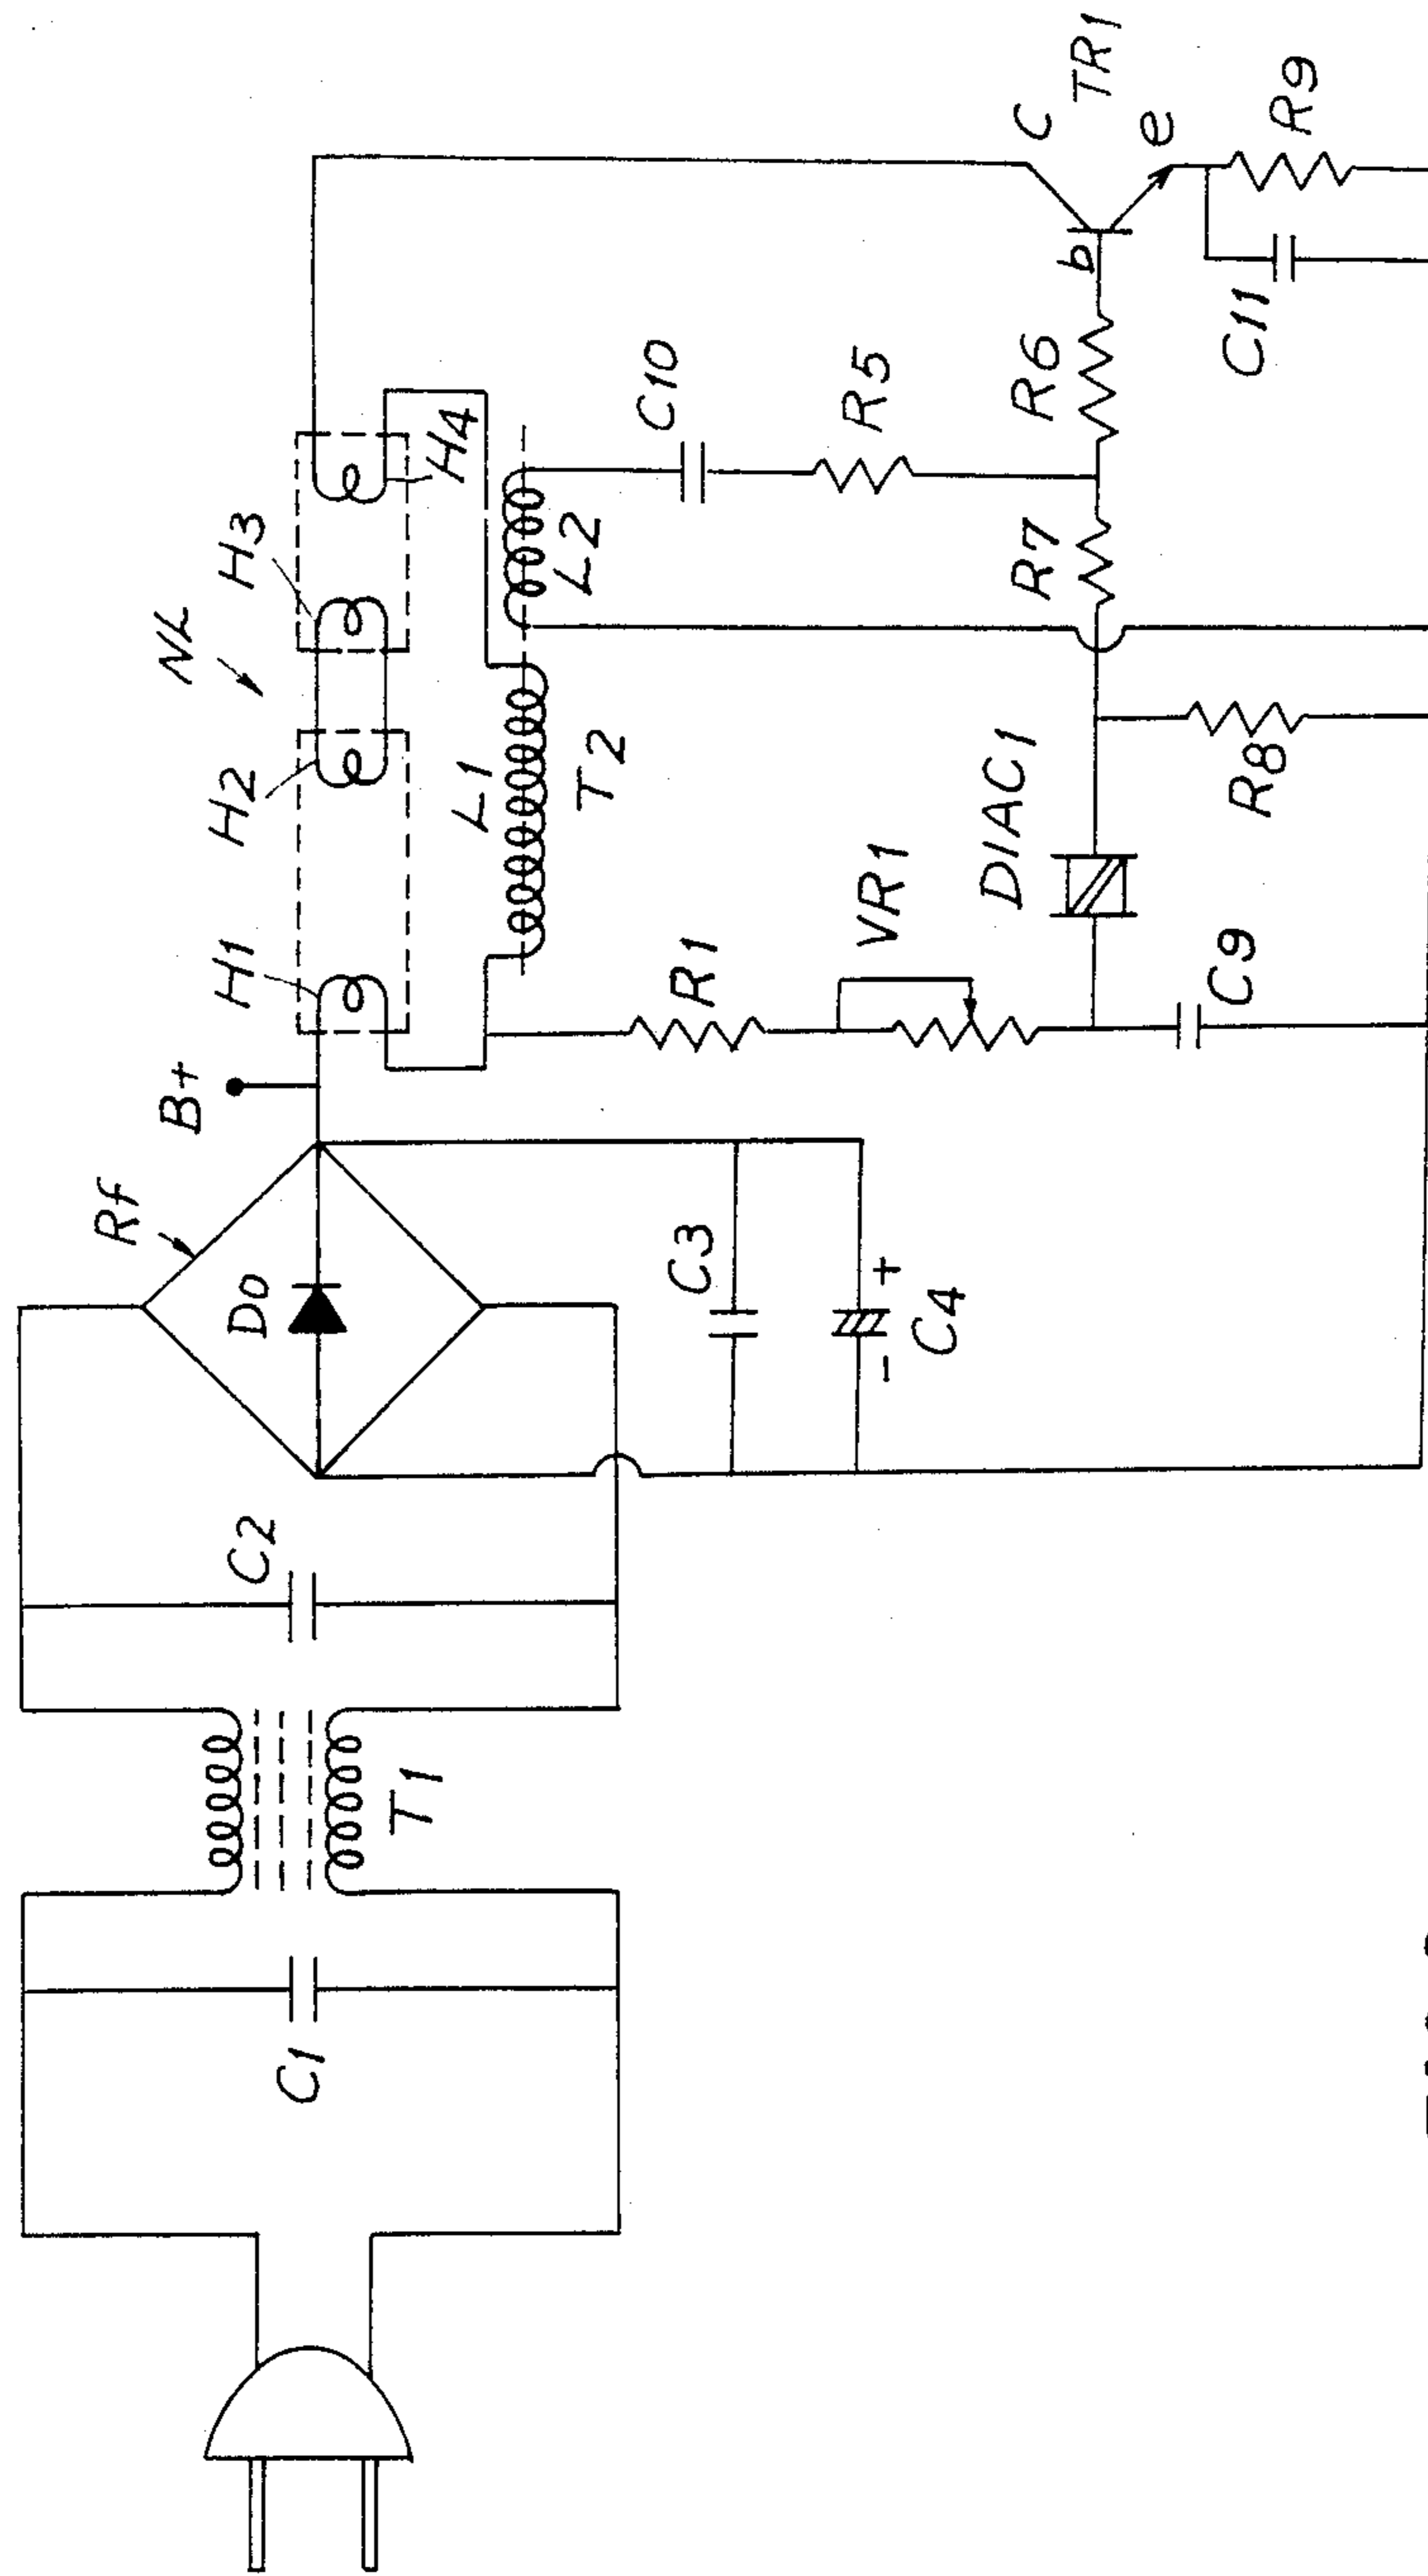 C1
T1
C2
Rf
Do
B+
C3
+
-
C4
H1
H2
H3
H4
L1
T2
L2
C10
R5
R1
VR1
DIAC1
C9
R8
R7
R6
b
C
TR1
e
C11
R9